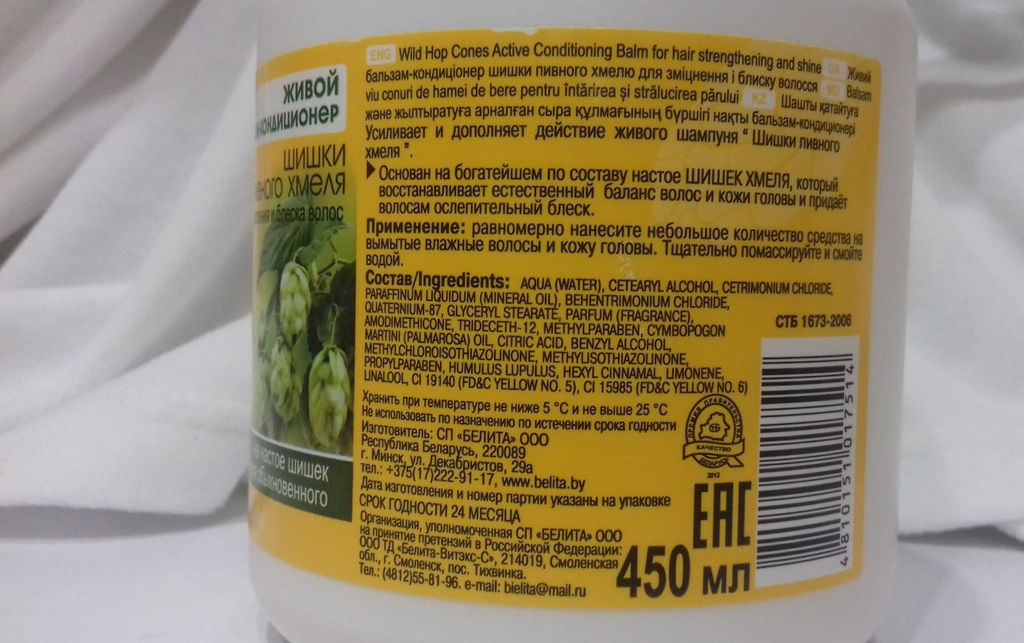 ЖИВОЙ
КОНДИЦИОНЕР
ШИШКИ
ХМЕЛЯ
и блеска волос
настое шишек
обыкновенного
ENG Wild Hop Cones Active Conditioning Balm for hair strengthening and shine UA Живий
бальзам-кондиціонер шишки пивного хмелю для зміцнення і блиску волосся MD Balsam
viu conuri de hamei de bere pentru întărirea și strălucirea părului KZ Шашты қатайтуға
және жылтыратуға арналған сыра құлмағының бүршігі нақты бальзам-кондиционері
Усиливает и дополняет действие живого шампуня " Шишки пивного
хмеля ".
Основан на богатейшем по составу настое ШИШЕК ХМЕЛЯ, который
восстанавливает естественный баланс волос и кожи головы и придаёт
волосам ослепительный блеск.
Применение: равномерно нанесите небольшое количество средства на
вымытые влажные волосы и кожу головы. Тщательно помассируйте и смойте
водой.
Состав/Ingredients: AQUA (WATER), CETEARYL ALCOHOL, CETRIMONIUM CHLORIDE,
PARAFFINUM LIQUIDUM (MINERAL OIL), BEHENTRIMONIUM CHLORIDE,
QUATERNIUM-87, GLYCERYL STEARATE, PARFUM (FRAGRANCE),
AMODIMETHICONE, TRIDECETH-12, METHYLPARABEN, CYMBOPOGON
MARTINI (PALMAROSA) OIL, CITRIC ACID, BENZYL ALCOHOL,
METHYLCHLOROISOTHIAZOLINONE, METHYLISOTHIAZOLINONE,
PROPYLPARABEN, HUMULUS LUPULUS, HEXYL CINNAMAL, LIMONENE,
LINALOOL, CI 19140 (FD&C YELLOW NO. 5), CI 15985 (FD&C YELLOW NO. 6)
СТБ 1673-2006
Хранить при температуре не ниже 5 °С и не выше 25 °С
Не использовать по назначению по истечении срока годности
Изготовитель: СП «БЕЛИТА» ООО
Республика Беларусь, 220089
г. Минск, ул. Декабристов, 29а
тел.: +375(17)222-91-17, www.belita.by
Дата изготовления и номер партии указаны на упаковке
СРОК ГОДНОСТИ 24 МЕСЯЦА
Организация, уполномоченная СП «БЕЛИТА» ООО
на принятие претензий в Российской Федерации:
ООО ТД «Белита-Витэкс-С», 214019, Смоленская
обл., г. Смоленск, пос. Тихвинка.
Тел.: (4812)55-81-96. e-mail: bielita@mail.ru
КАЧЕСТВО
2012
EAC
450 мл
4 810151 017514